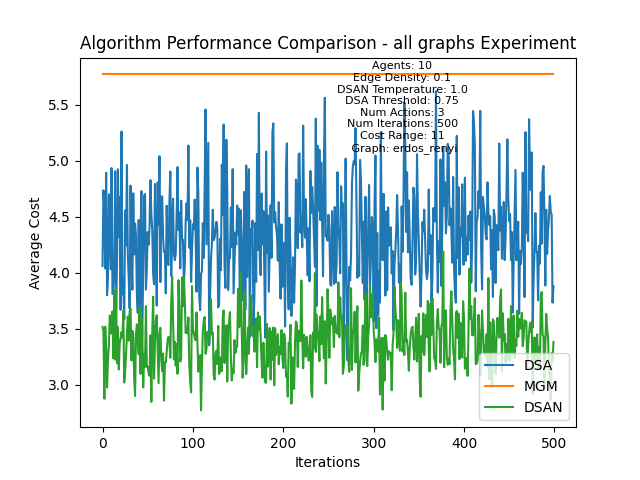 Algorithm Performance Comparison - all graphs Experiment
Agents: 10
Edge Density: 0.1
DSAN Temperature: 1.0
DSA Threshold: 0.75
Num Actions: 3
Num Iterations: 500
Cost Range: 11
Graph: erdos_renyi
5.5
5.0
4.5
4.0
3.5
3.0
Average Cost
0
100
200
300
400
500
Iterations
DSA
MGM
DSAN